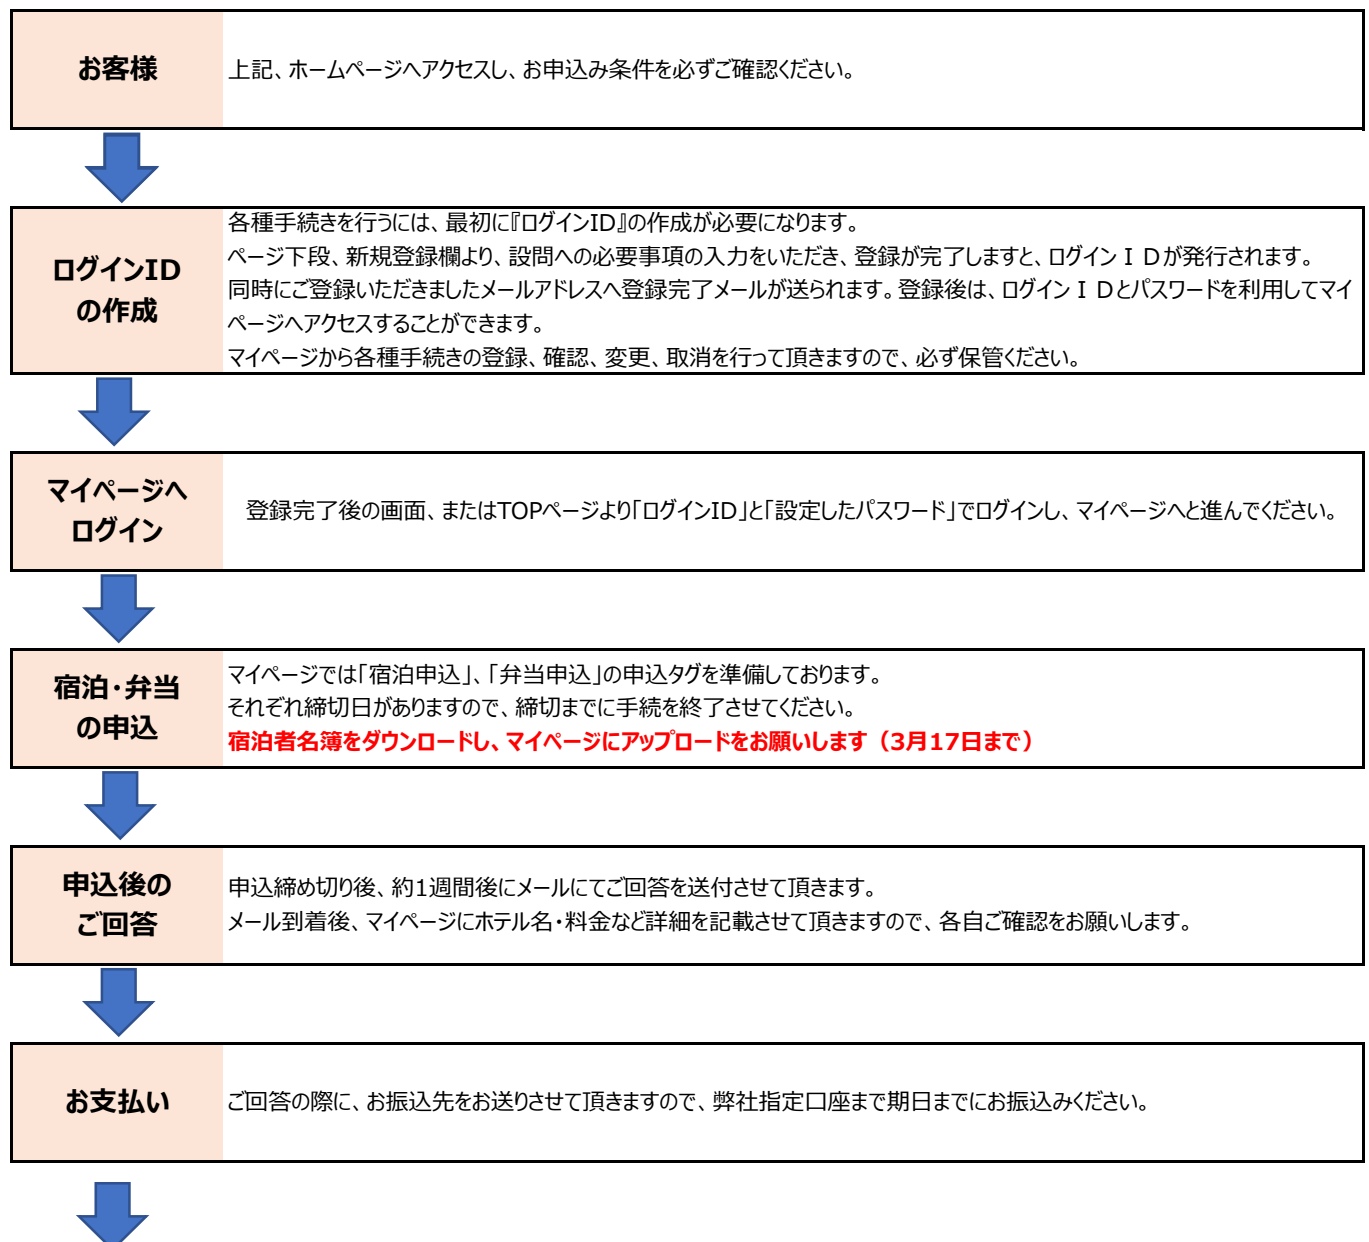 お客様
上記、ホームページへアクセスし、お申込み条件を必ずご確認ください。
ログインID
の作成
各種手続きを行うには、最初に『ログインID』の作成が必要になります。
ページ下段、新規登録欄より、設問への必要事項の入力をいただき、登録が完了しますと、ログインＩＤが発行されます。
同時にご登録いただきましたメールアドレスへ登録完了メールが送られます。登録後は、ログインＩＤとパスワードを利用してマイ
ページへアクセスすることができます。
マイページから各種手続きの登録、確認、変更、取消を行って頂きますので、必ず保管ください。
マイページへ
ログイン
登録完了後の画面、またはTOPページより「ログインID」と「設定したパスワード」でログインし、マイページへと進んでください。
宿泊・弁当
の申込
マイページでは「宿泊申込」、「弁当申込」の申込タグを準備しております。
それぞれ締切日がありますので、締切までに手続を終了させてください。
宿泊者名簿をダウンロードし、マイページにアップロードをお願いします（3月17日まで）
申込後の
ご回答
申込締め切り後、約1週間後にメールにてご回答を送付させて頂きます。
メール到着後、マイページにホテル名・料金など詳細を記載させて頂きますので、各自ご確認をお願いします。
お支払い
ご回答の際に、お振込先をお送りさせて頂きますので、弊社指定口座まで期日までにお振込みください。